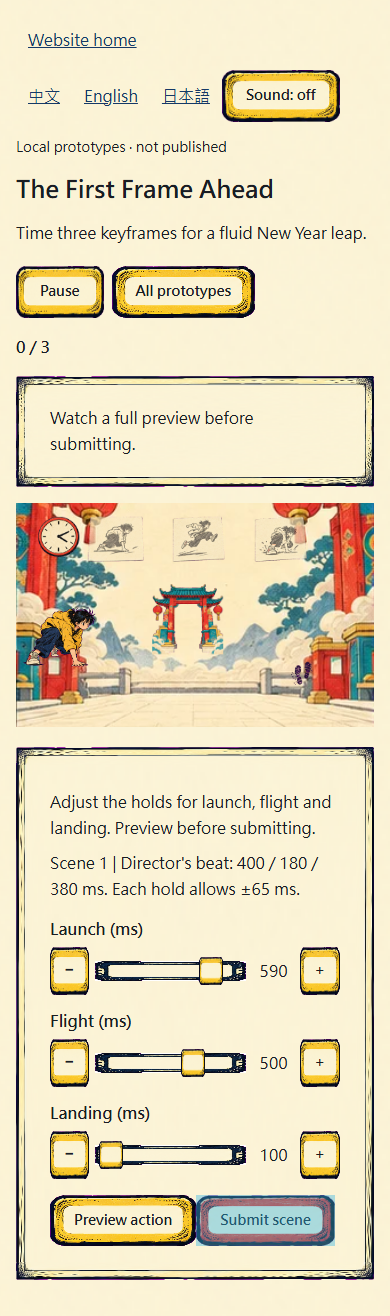 Website home
中文 English 日本語 Sound: off
Local prototypes · not published
The First Frame Ahead
Time three keyframes for a fluid New Year leap.
Pause All prototypes
0 / 3
Watch a full preview before
submitting.
Adjust the holds for launch, flight and
landing. Preview before submitting.
Scene 1 | Director's beat: 400 / 180 /
380 ms. Each hold allows ±65 ms.
Launch (ms)
− 590 +
Flight (ms)
− 500 +
Landing (ms)
− 100 +
Preview action Submit scene